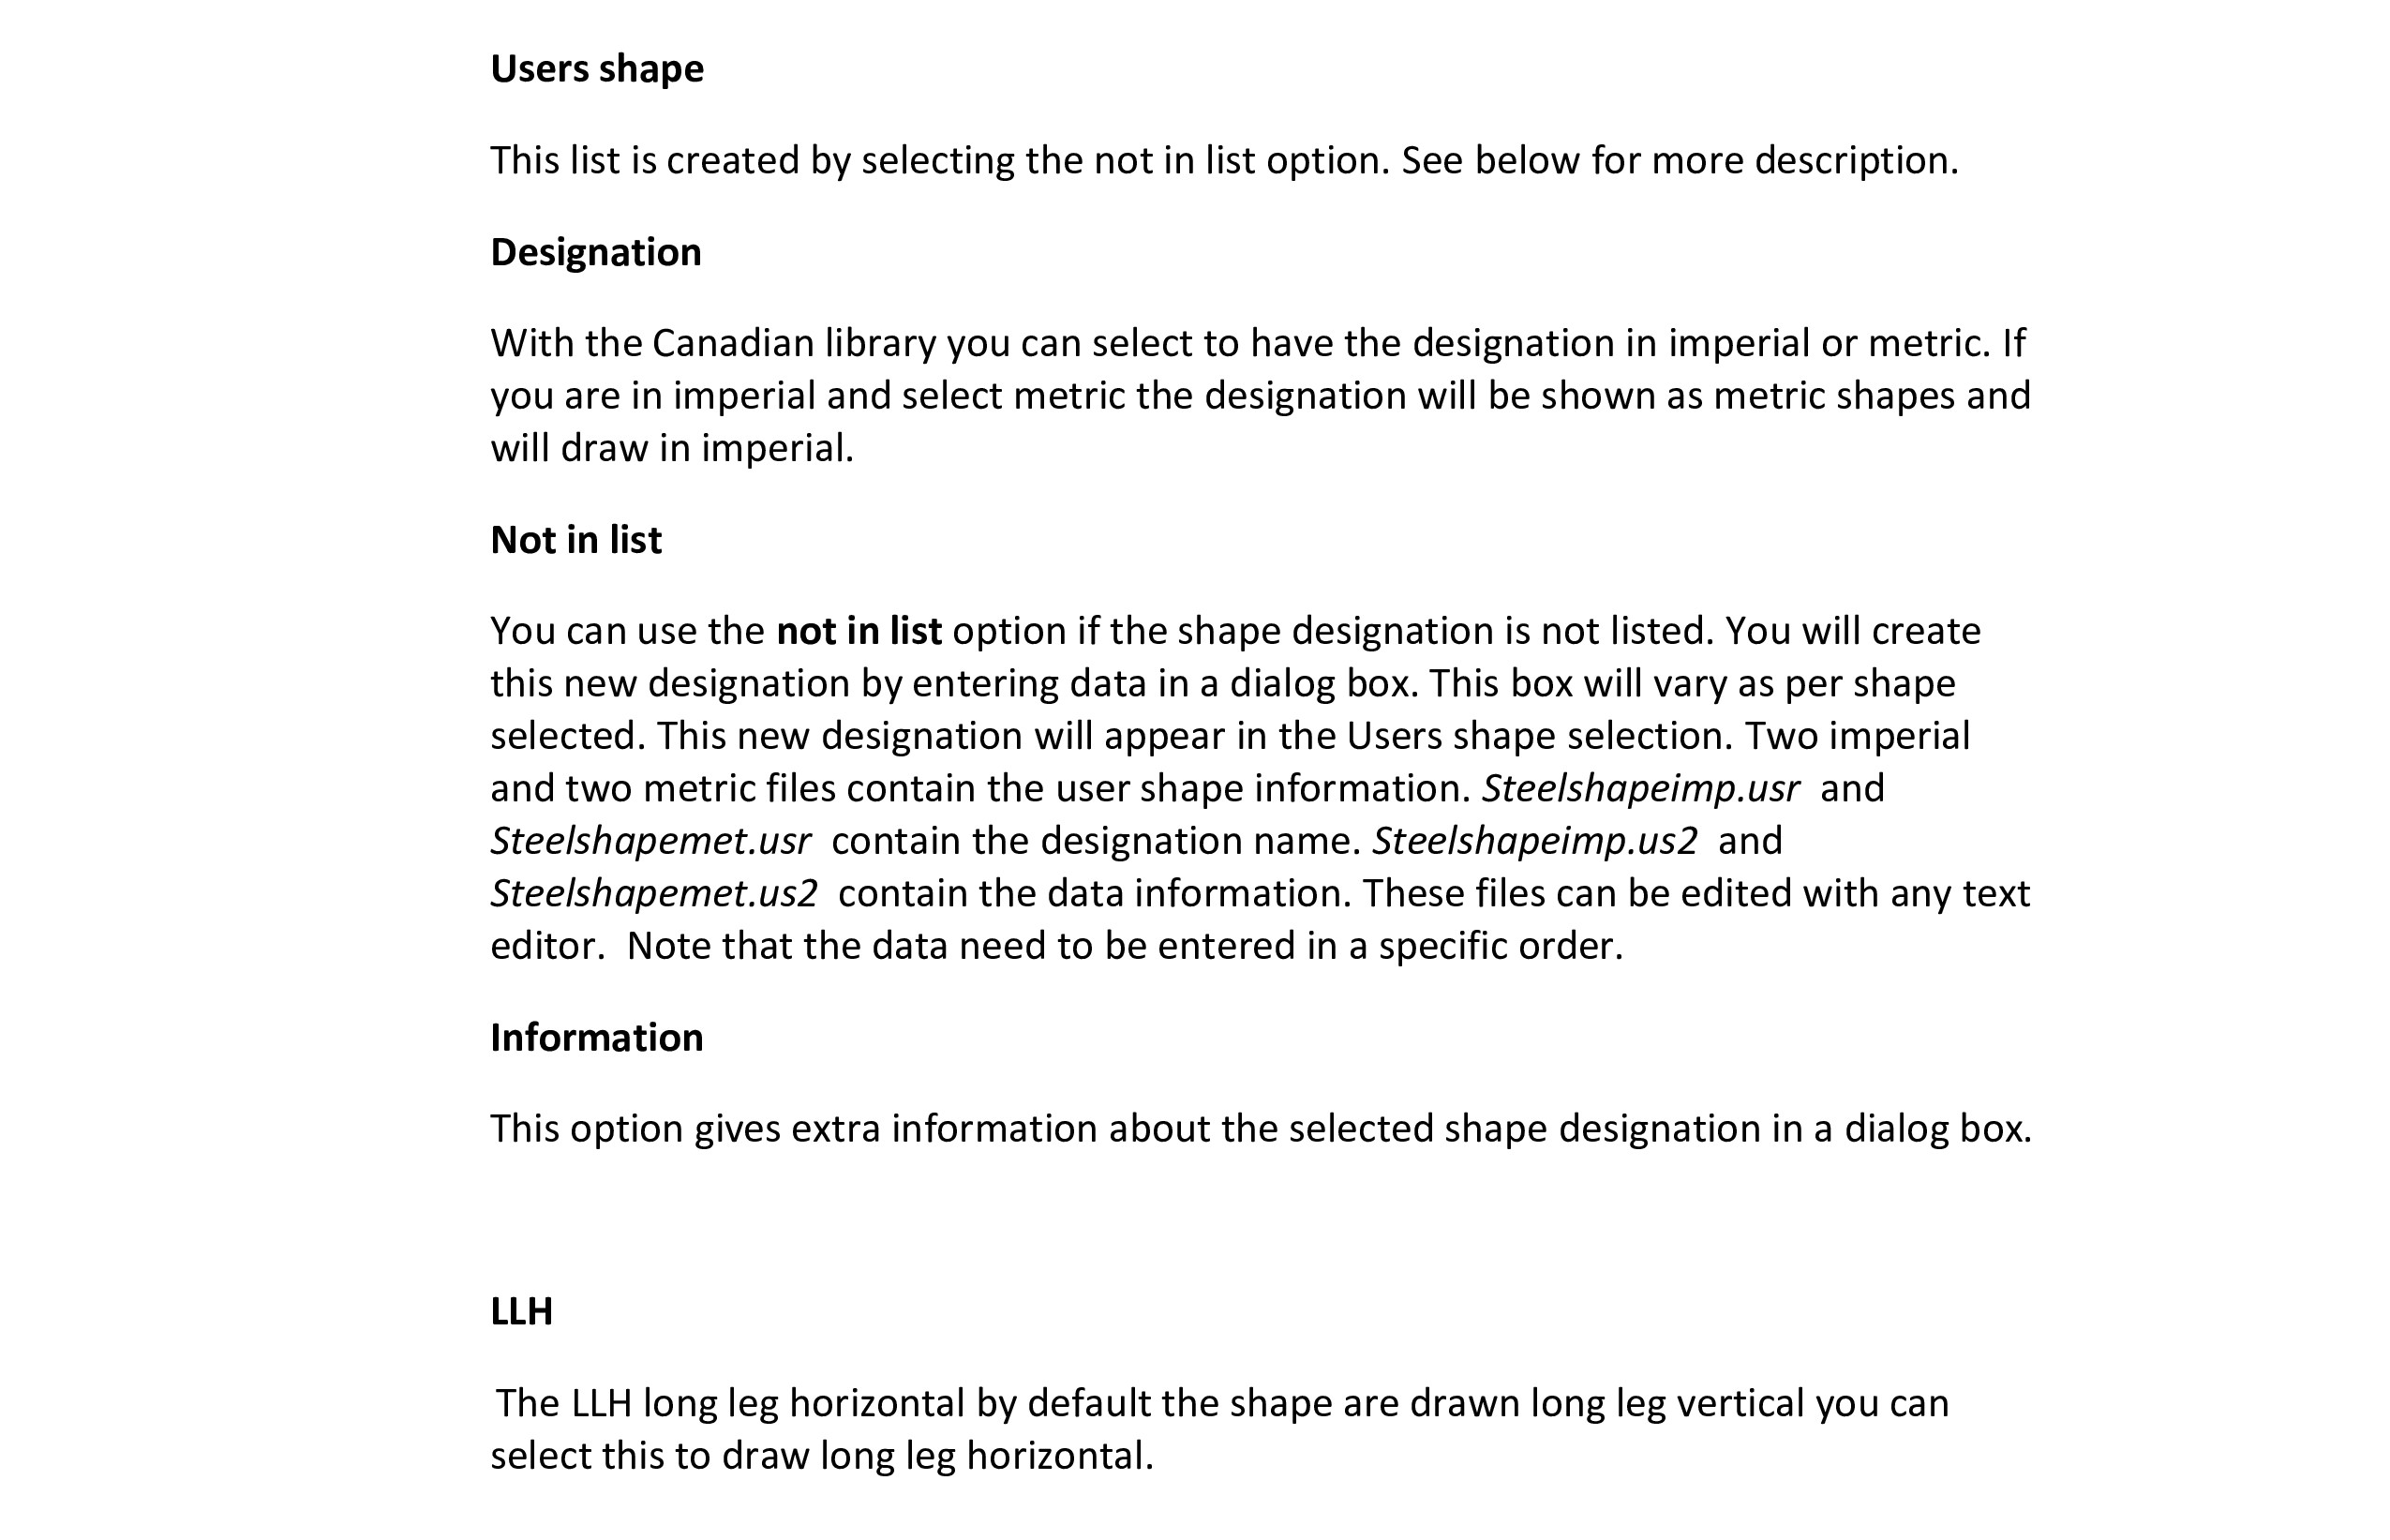 Users shape
This list is created by selecting the not in list option. See below for more description.
Designation
With the Canadian library you can select to have the designation in imperial or metric. If
you are in imperial and select metric the designation will be shown as metric shapes and
will draw in imperial.
Not in list
You can use the not in list option if the shape designation is not listed. You will create
this new designation by entering data in a dialog box. This box will vary as per shape
selected. This new designation will appear in the Users shape selection. Two imperial
and two metric files contain the user shape information. Steelshapeimp.usr  and
Steelshapemet.usr  contain the designation name. Steelshapeimp.us2  and
Steelshapemet.us2  contain the data information. These files can be edited with any text
editor.  Note that the data need to be entered in a specific order.
Information
This option gives extra information about the selected shape designation in a dialog box.
LLH
The LLH long leg horizontal by default the shape are drawn long leg vertical you can
select this to draw long leg horizontal.